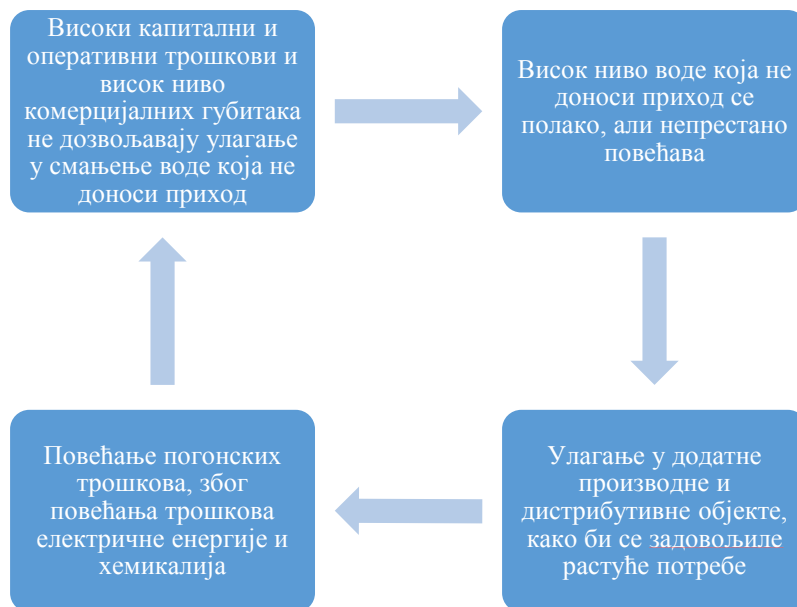 Високи капитални и
оперативни трошкови и
висок ниво
комерцијалних губитака
не дозвољавају улагање
у смањење воде која не
доноси приход
Висок ниво воде која не
доноси приход се
полако, али непрестано
повећава
Улагање у додатне
производне и
дистрибутивне објекте,
како би се задовољиле
растуће потребе
Повећање погонских
трошкова, због
повећања трошкова
електричне енергије и
хемикалија